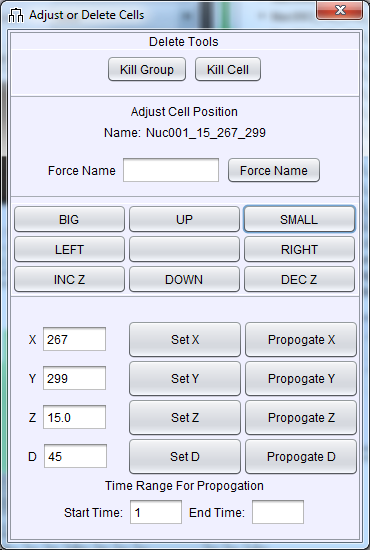 Adjust or Delete Cells
Delete Tools
Kill Group Kill Cell
Adjust Cell Position
Name: Nuc001_15_267_299
Force Name Force Name
BIG UP SMALL
LEFT RIGHT
INC Z DOWN DEC Z
X 267 Set X Propogate X
Y 299 Set Y Propogate Y
Z 15.0 Set Z Propogate Z
D 45 Set D Propogate D
Time Range For Propogation
Start Time: 1 End Time: